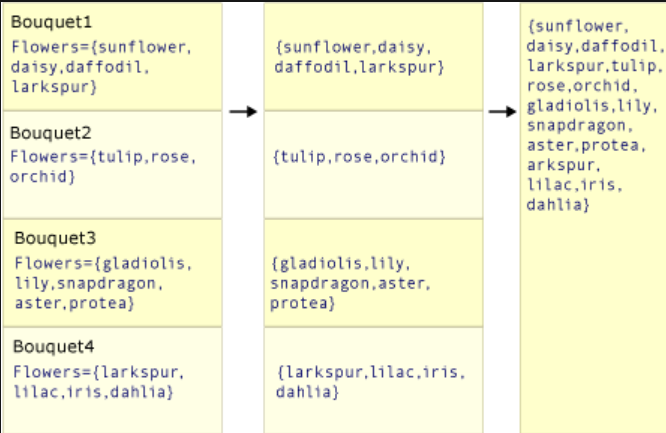 Bouquet1
Flowers={sunflower,
daisy,daffodil,
larkspur}
Bouquet2
Flowers={tulip,rose,
orchid}
Bouquet3
Flowers={gladiolis,
lily,snapdragon,
aster,protea}
Bouquet4
Flowers={larkspur,
lilac,iris,dahlia}
{sunflower,daisy,
daffodil,larkspur}
{tulip,rose,orchid}
{gladiolis,lily,
snapdragon,aster,
protea}
{larkspur,lilac,iris,
dahlia}
{sunflower,
daisy,daffodil,
larkspur,tulip,
rose,orchid,
gladiolis,lily,
snapdragon,
aster,protea,
arkspur,
lilac,iris,
dahlia}